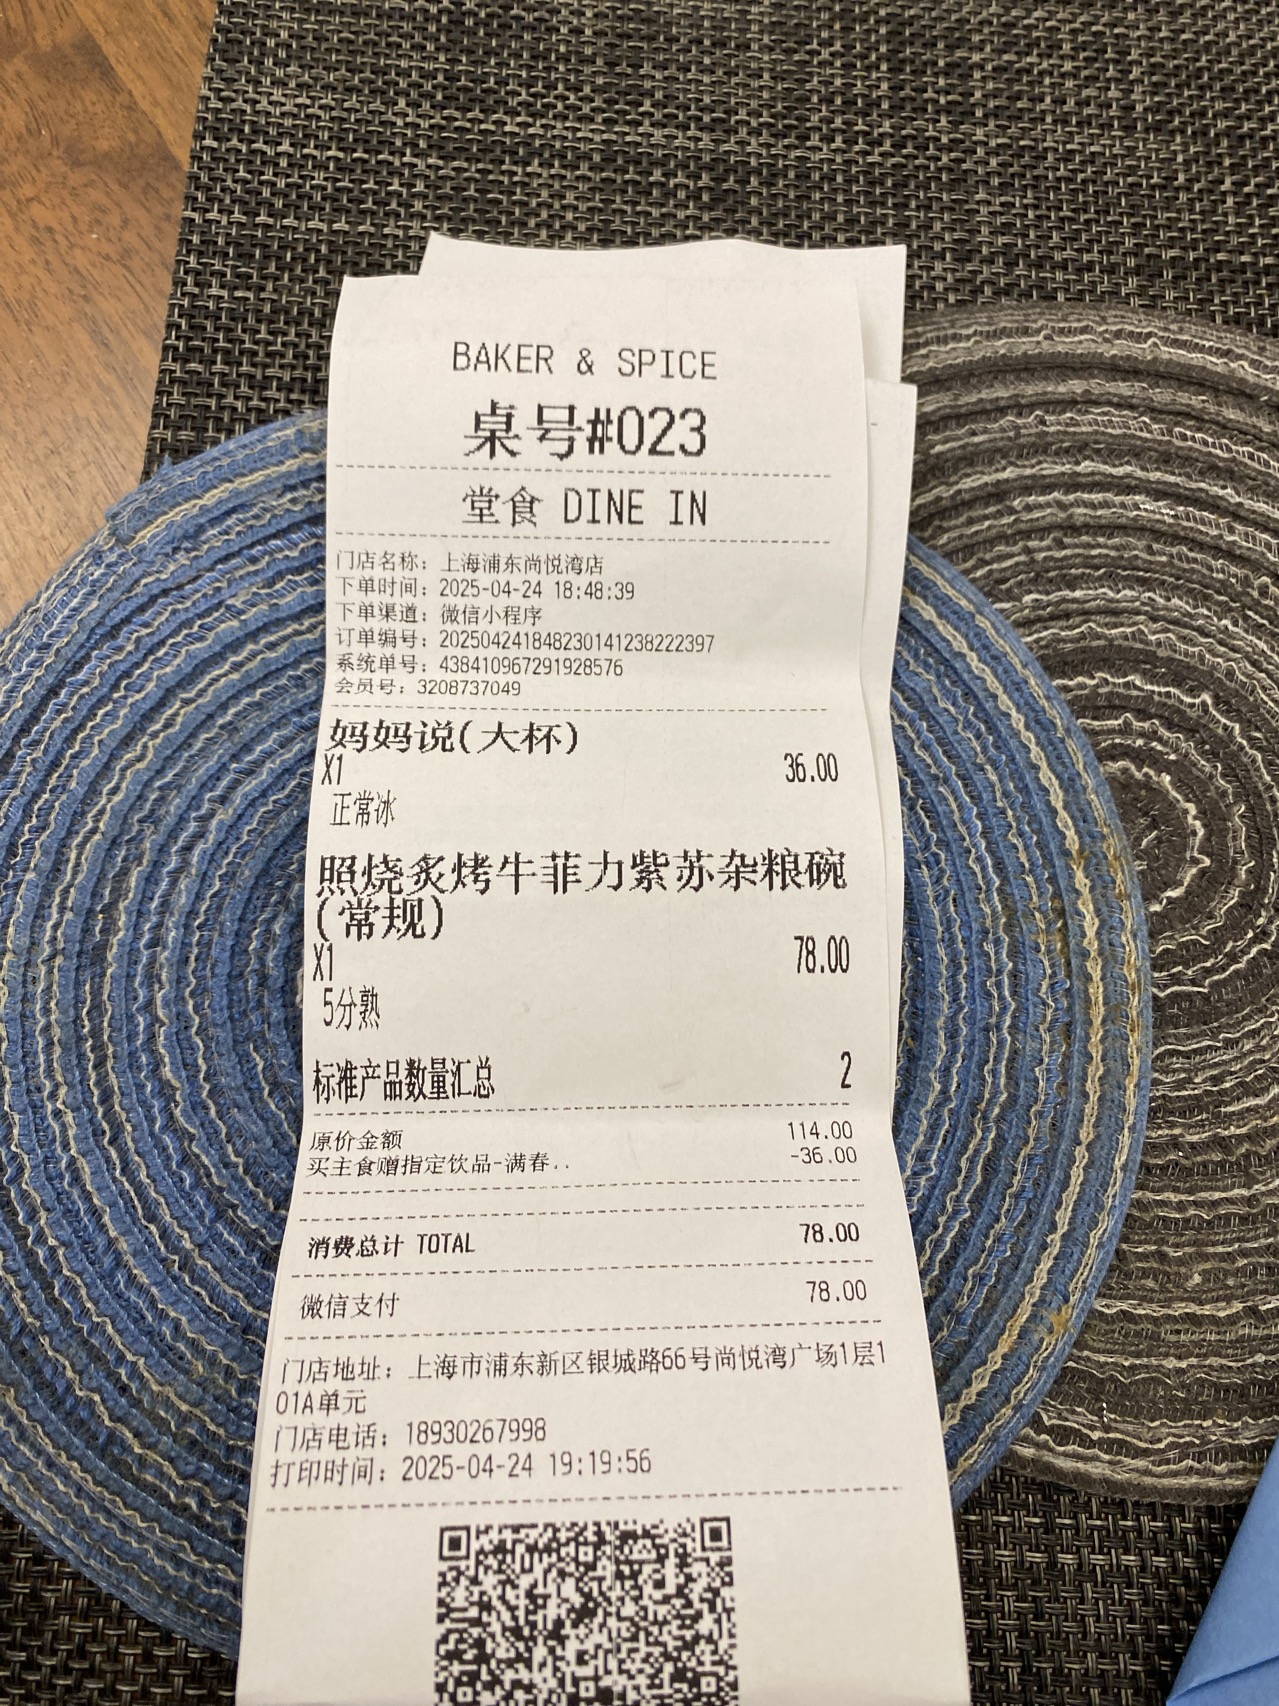 BAKER & SPICE
桌号#023
堂食 DINE IN
门店名称：上海浦东尚悦湾店
下单时间：2025-04-24 18:48:39
下单渠道：微信小程序
订单编号：202504241848230141238222397
系统单号：438410967291928576
会员号：3208737049
妈妈说(大杯)
X1 36.00
正常冰
照烧炙烤牛菲力紫苏杂粮碗
(常规)
X1 78.00
5分熟
标准产品数量汇总 2
原价金额 114.00
买主食赠指定饮品-满春.. -36.00
消费总计 TOTAL 78.00
微信支付 78.00
门店地址：上海市浦东新区银城路66号尚悦湾广场1层1
01A单元
门店电话：18930267998
打印时间：2025-04-24 19:19:56